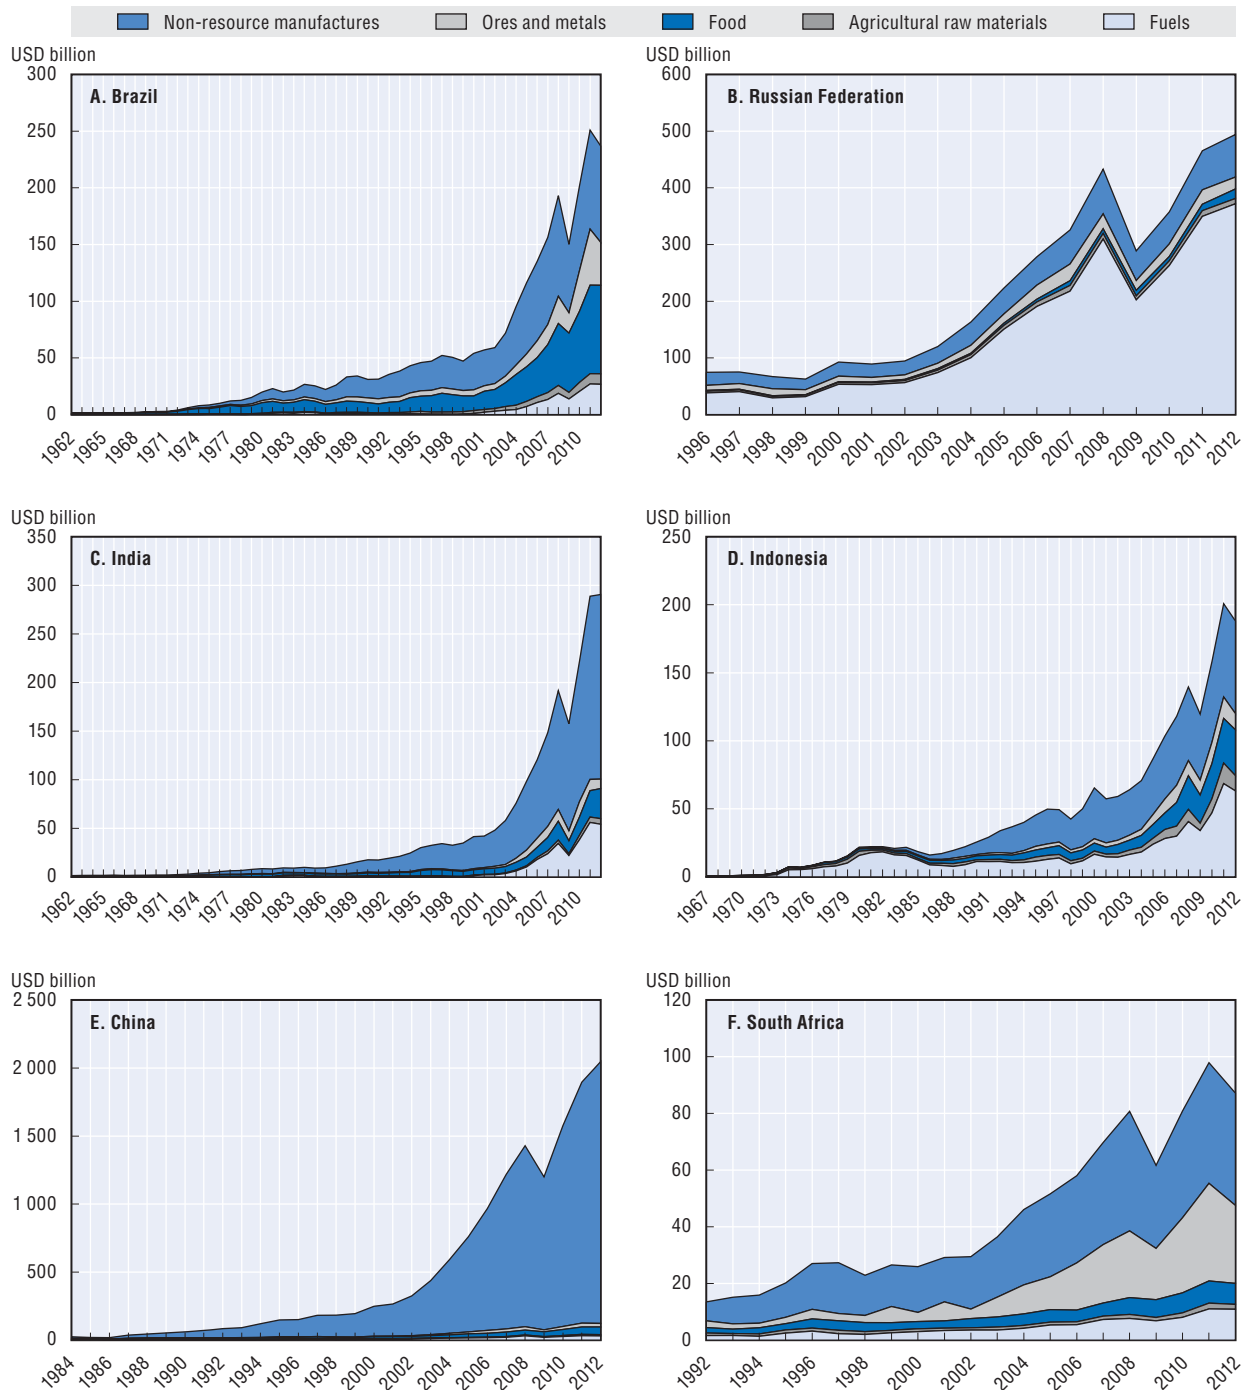 Non-resource manufactures Ores and metals Food Agricultural raw materials Fuels
USD billion
A. Brazil
300
250
200
150
100
50
0
1962 1965 1968 1971 1974 1977 1980 1983 1986 1989 1992 1995 1998 2001 2004 2007 2010
USD billion
B. Russian Federation
600
500
400
300
200
100
0
1996 1997 1998 1999 2000 2001 2002 2003 2004 2005 2006 2007 2008 2009 2010 2011 2012
USD billion
C. India
350
300
250
200
150
100
50
0
1962 1965 1968 1971 1974 1977 1980 1983 1986 1989 1992 1995 1998 2001 2004 2007 2010
USD billion
D. Indonesia
250
200
150
100
50
0
1967 1970 1973 1976 1979 1982 1985 1988 1991 1994 1997 2000 2003 2006 2009 2012
USD billion
E. China
2 500
2 000
1 500
1 000
500
0
1984 1986 1988 1990 1992 1994 1996 1998 2000 2002 2004 2006 2008 2010 2012
USD billion
F. South Africa
120
100
80
60
40
20
0
1992 1994 1996 1998 2000 2002 2004 2006 2008 2010 2012